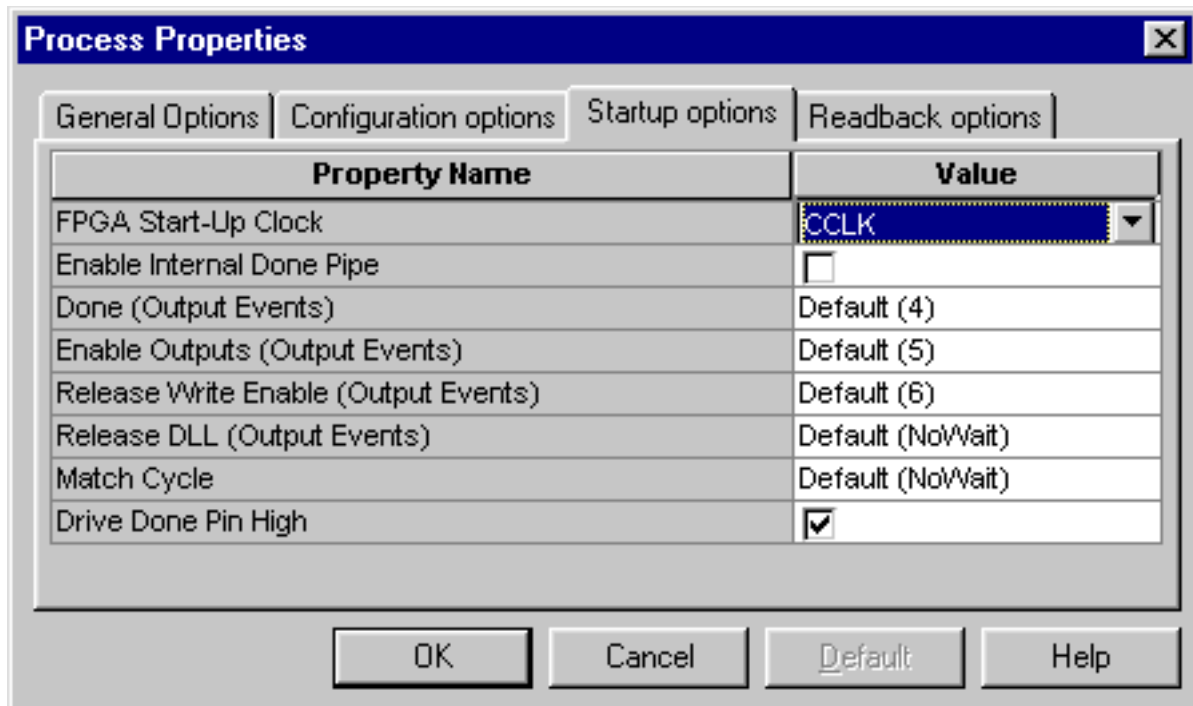 Process Properties
General Options Configuration options Startup options Readback options
Property Name Value
FPGA Start-Up Clock CCLK
Enable Internal Done Pipe
Done (Output Events) Default (4)
Enable Outputs (Output Events) Default (5)
Release Write Enable (Output Events) Default (6)
Release DLL (Output Events) Default (NoWait)
Match Cycle Default (NoWait)
Drive Done Pin High
OK Cancel Default Help